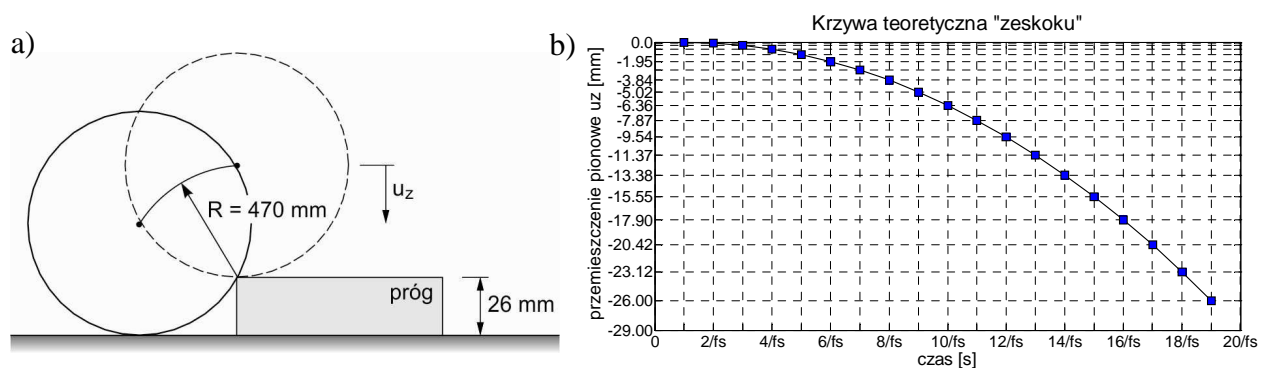 a)
R = 470 mm
uz
próg
26 mm
b)
Krzywa teoretyczna "zeskoku"
przemieszczenie pionowe uz [mm]
0.0
-1.95
-3.84
-5.02
-6.36
-7.87
-9.54
-11.37
-13.38
-15.55
-17.90
-20.42
-23.12
-26.00
-29.00
0 2/fs 4/fs 6/fs 8/fs 10/fs 12/fs 14/fs 16/fs 18/fs 20/fs
czas [s]